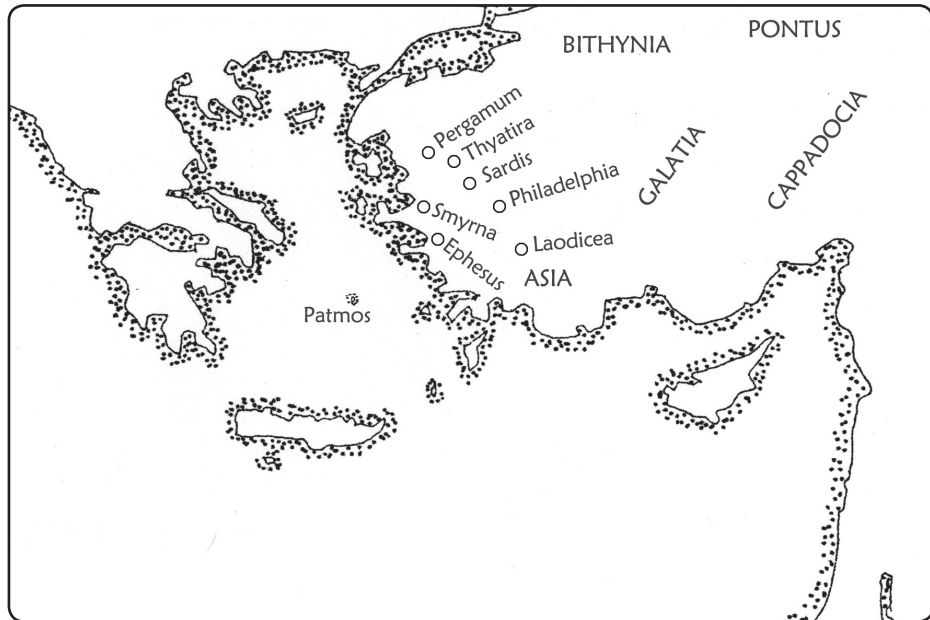 PONTUS
BITHYNIA
Pergamum
Thyatira
Sardis
Philadelphia
GALATIA
CAPPADOCIA
Smyrna
Ephesus
Laodicea
ASIA
Patmos